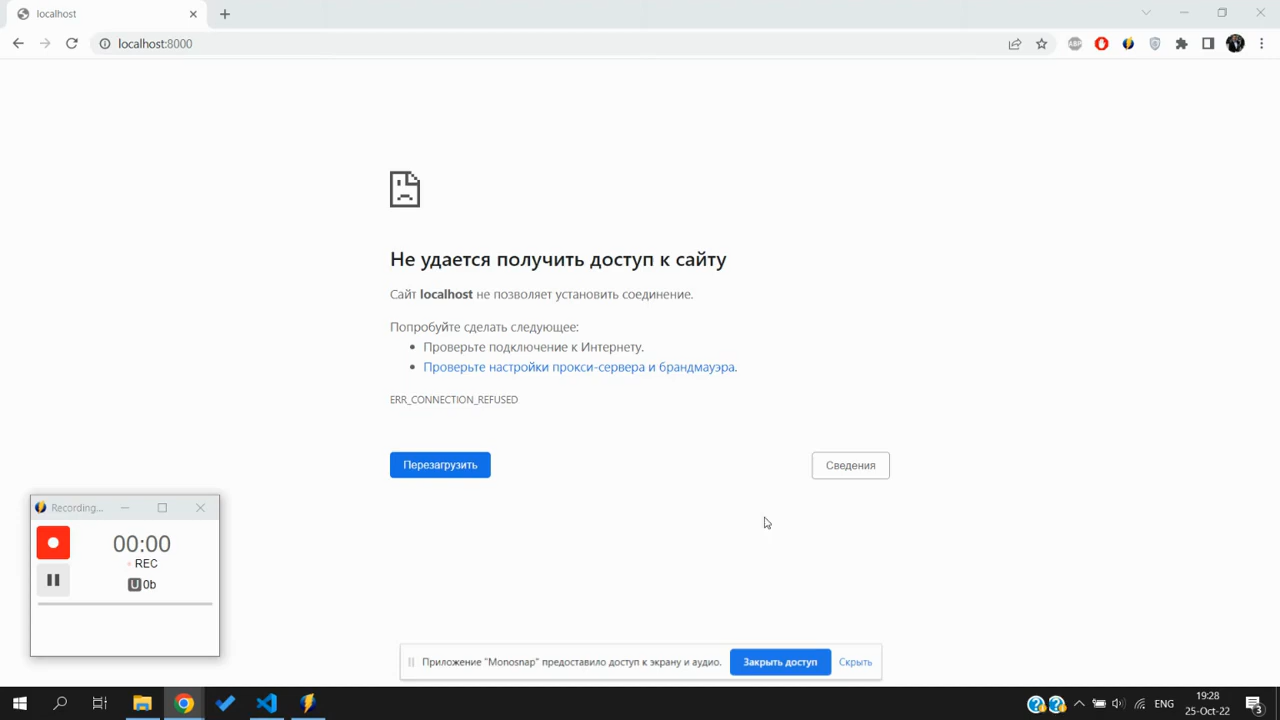 localhost
localhost:8000
ABP
Не удается получить доступ к сайту
Сайт localhost не позволяет установить соединение.
Попробуйте сделать следующее:
Проверьте подключение к Интернету.
Проверьте настройки прокси-сервера и брандмауэра.
ERR_CONNECTION_REFUSED
Перезагрузить
Сведения
Recording...
00:00
REC
U 0b
Приложение "Monosnap" предоставило доступ к экрану и аудио.
Закрыть доступ
Скрыть
ENG
19:28
25-Oct-22
3